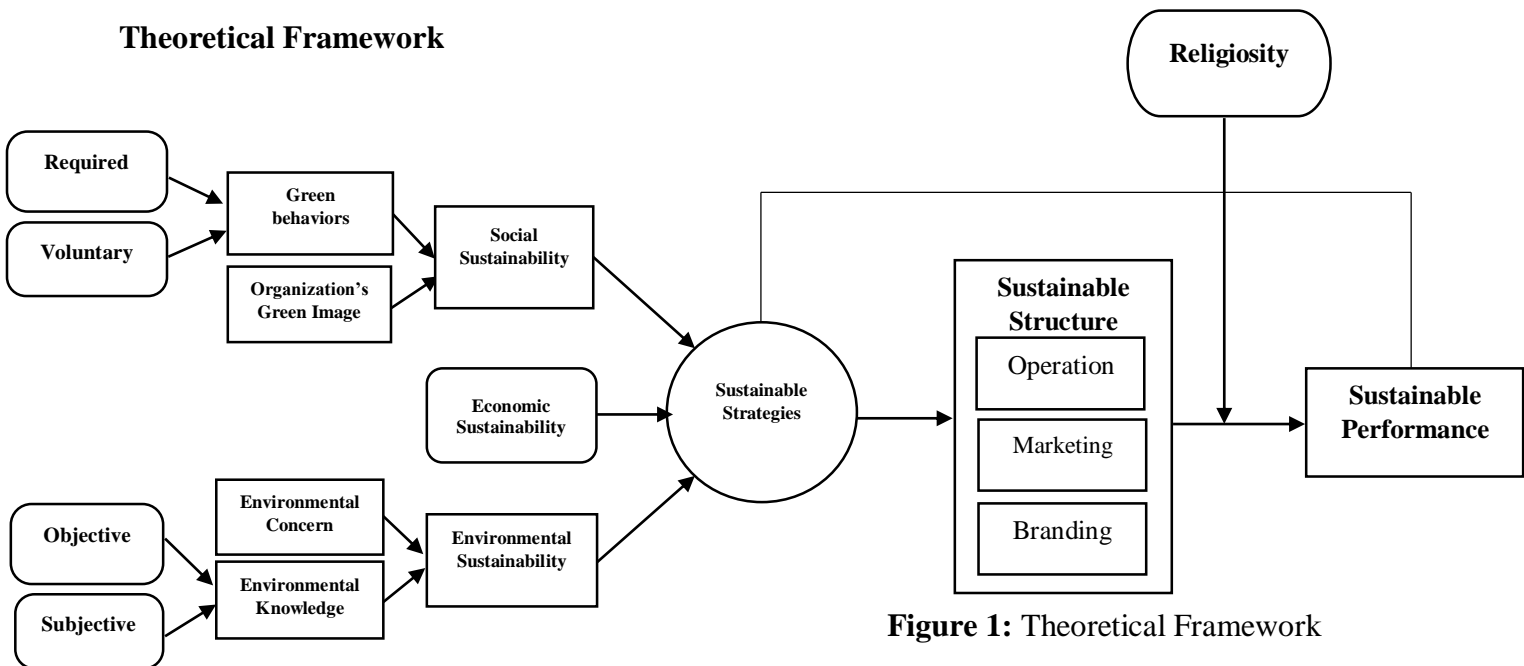 Theoretical Framework
Religiosity
Required
Voluntary
Green
behaviors
Organization’s
Green Image
Social
Sustainability
Economic
Sustainability
Objective
Subjective
Environmental
Concern
Environmental
Knowledge
Environmental
Sustainability
Sustainable
Strategies
Sustainable
Structure
Operation
Marketing
Branding
Sustainable
Performance
Figure 1: Theoretical Framework